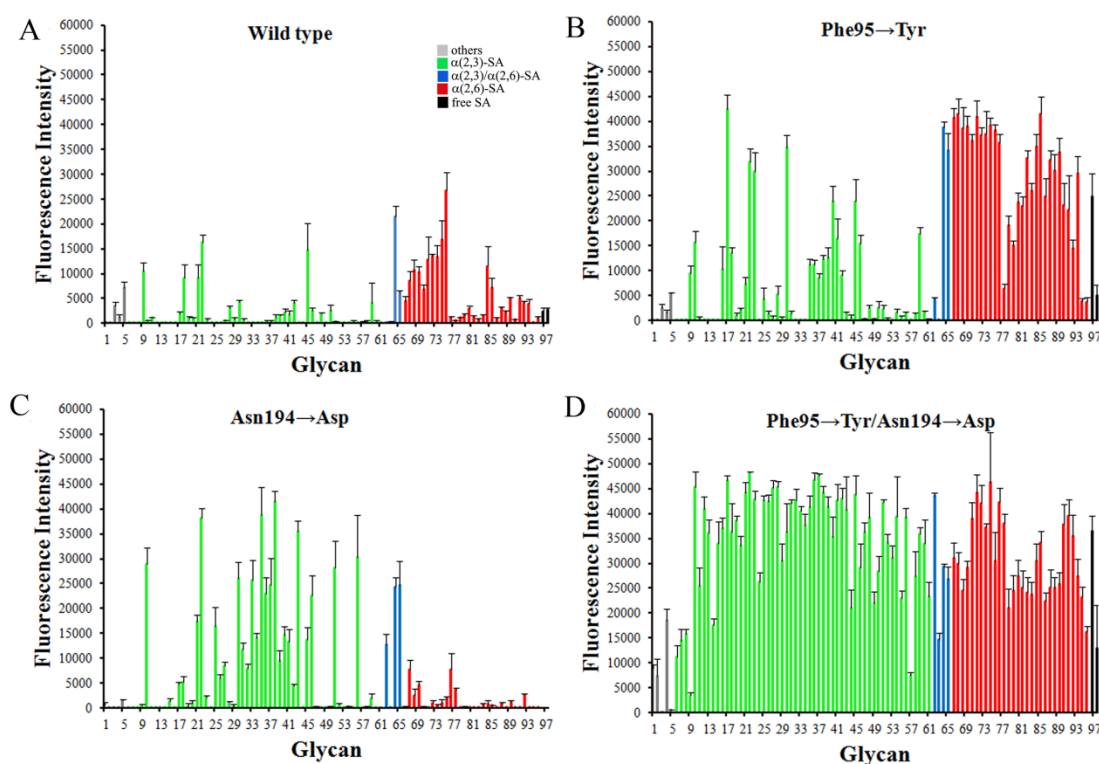 A
Wild type
60000
55000
50000
45000
40000
35000
30000
25000
20000
15000
10000
5000
0
Fluorescence Intensity
others
α(2,3)-SA
α(2,3)/α(2,6)-SA
α(2,6)-SA
free SA
1 5 9 13 17 21 25 29 33 37 41 45 49 53 57 61 65 69 73 77 81 85 89 93 97
Glycan
B
Phe95→Tyr
60000
55000
50000
45000
40000
35000
30000
25000
20000
15000
10000
5000
0
Fluorescence Intensity
1 5 9 13 17 21 25 29 33 37 41 45 49 53 57 61 65 69 73 77 81 85 89 93 97
Glycan
C
Asn194→Asp
60000
55000
50000
45000
40000
35000
30000
25000
20000
15000
10000
5000
0
Fluorescence Intensity
1 5 9 13 17 21 25 29 33 37 41 45 49 53 57 61 65 69 73 77 81 85 89 93 97
Glycan
D
Phe95→Tyr/Asn194→Asp
60000
55000
50000
45000
40000
35000
30000
25000
20000
15000
10000
5000
0
Fluorescence Intensity
1 5 9 13 17 21 25 29 33 37 41 45 49 53 57 61 65 69 73 77 81 85 89 93 97
Glycan